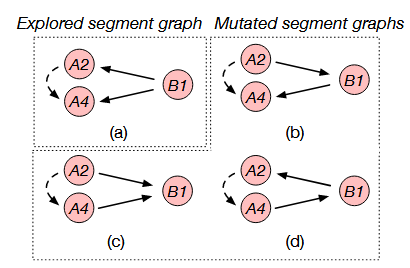 Explored segment graph
Mutated segment graphs
A2
A4
B1
(a)
A2
A4
B1
(b)
A2
A4
B1
(c)
A2
A4
B1
(d)